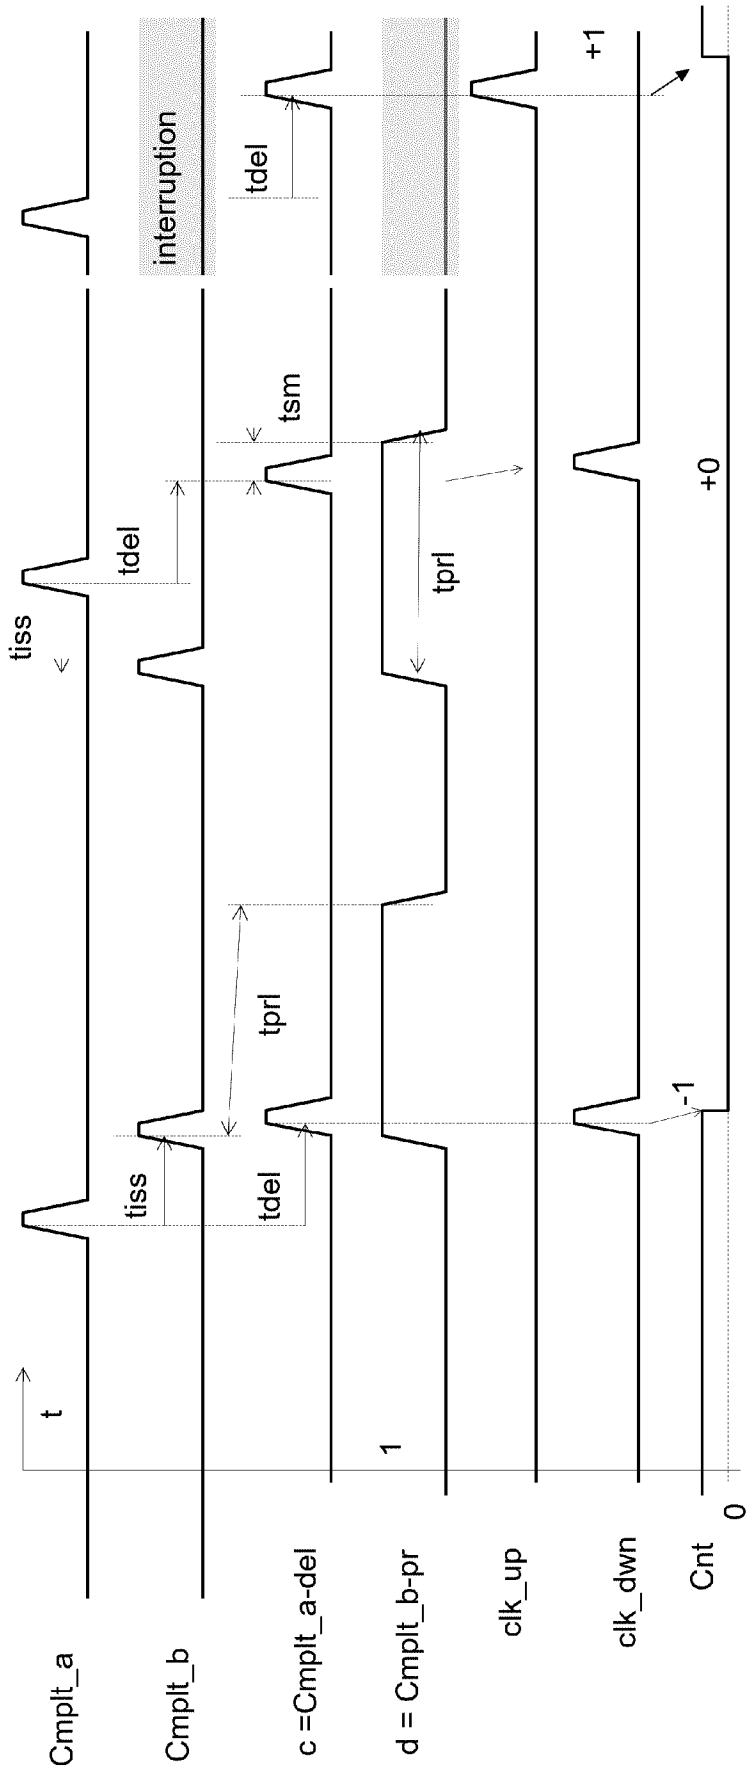 Cmplt_a
t
tiss
Cmplt_b
tiss
tdel
interruption
c =Cmplt_a-del
tdel
tprl
tsm
tdel
d = Cmplt_b-pr
1
tprl
clk_up
clk_dwn
+1
Cnt
-1
+0
0